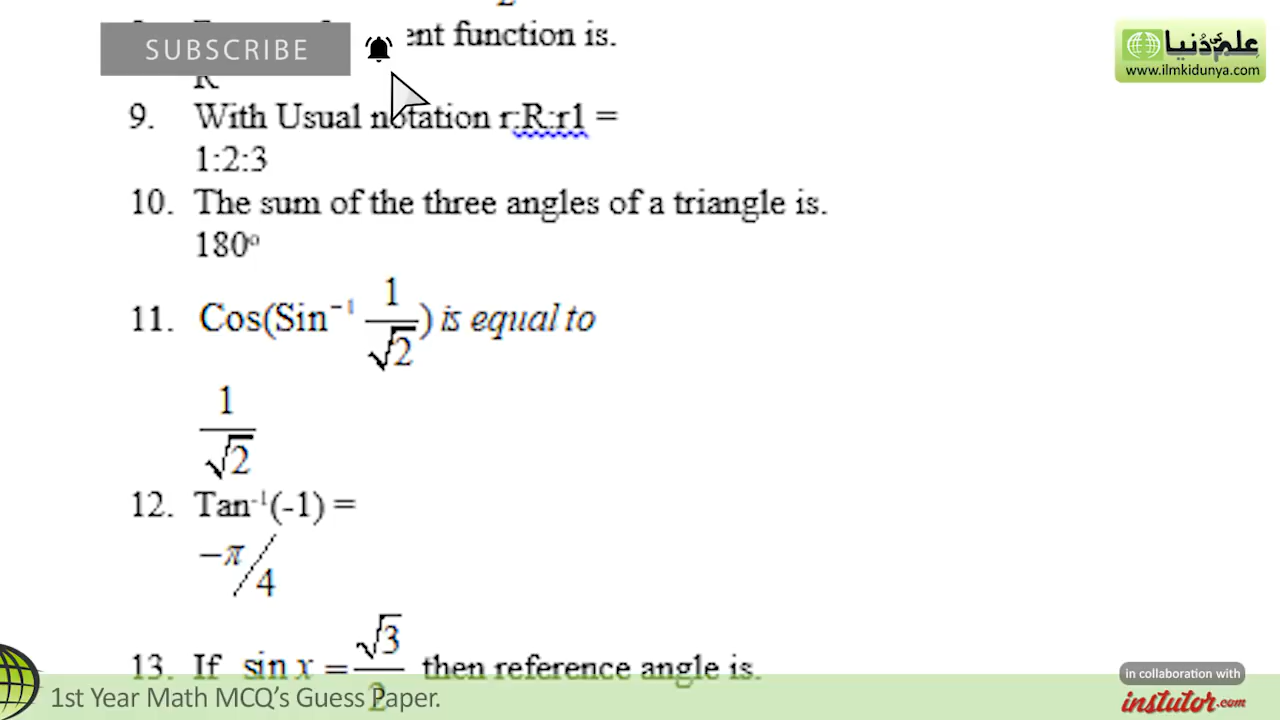 ent function is.
SUBSCRIBE
علم کی دُنیا
www.ilmkidunya.com
R
9. With Usual notation r:R:r1 =
1:2:3
10. The sum of the three angles of a triangle is.
180°
11. Cos(Sin⁻¹ 1/√2) is equal to
1/√2
12. Tan⁻¹(-1) =
−π/4
13. If sin x = √3/2 then reference angle is.
1st Year Math MCQ's Guess Paper.
in collaboration with
instutor.com